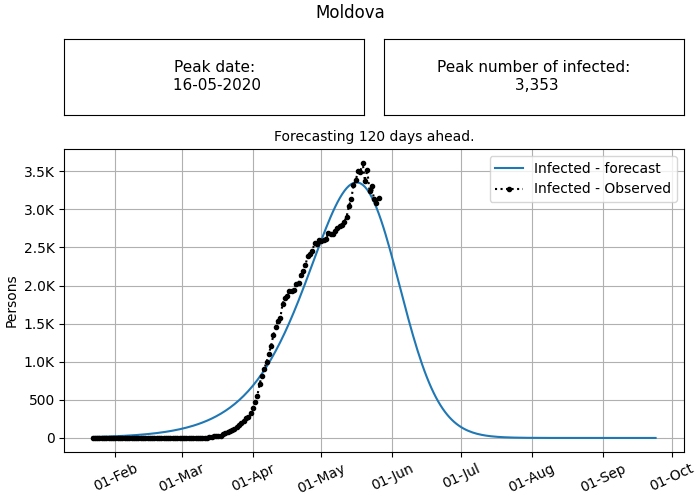 Moldova
Peak date:
16-05-2020
Peak number of infected:
3,353
Forecasting 120 days ahead.
Infected - forecast
Infected - Observed
Persons
3.5K
3.0K
2.5K
2.0K
1.5K
1.0K
500
0
01-Feb
01-Mar
01-Apr
01-May
01-Jun
01-Jul
01-Aug
01-Sep
01-Oct